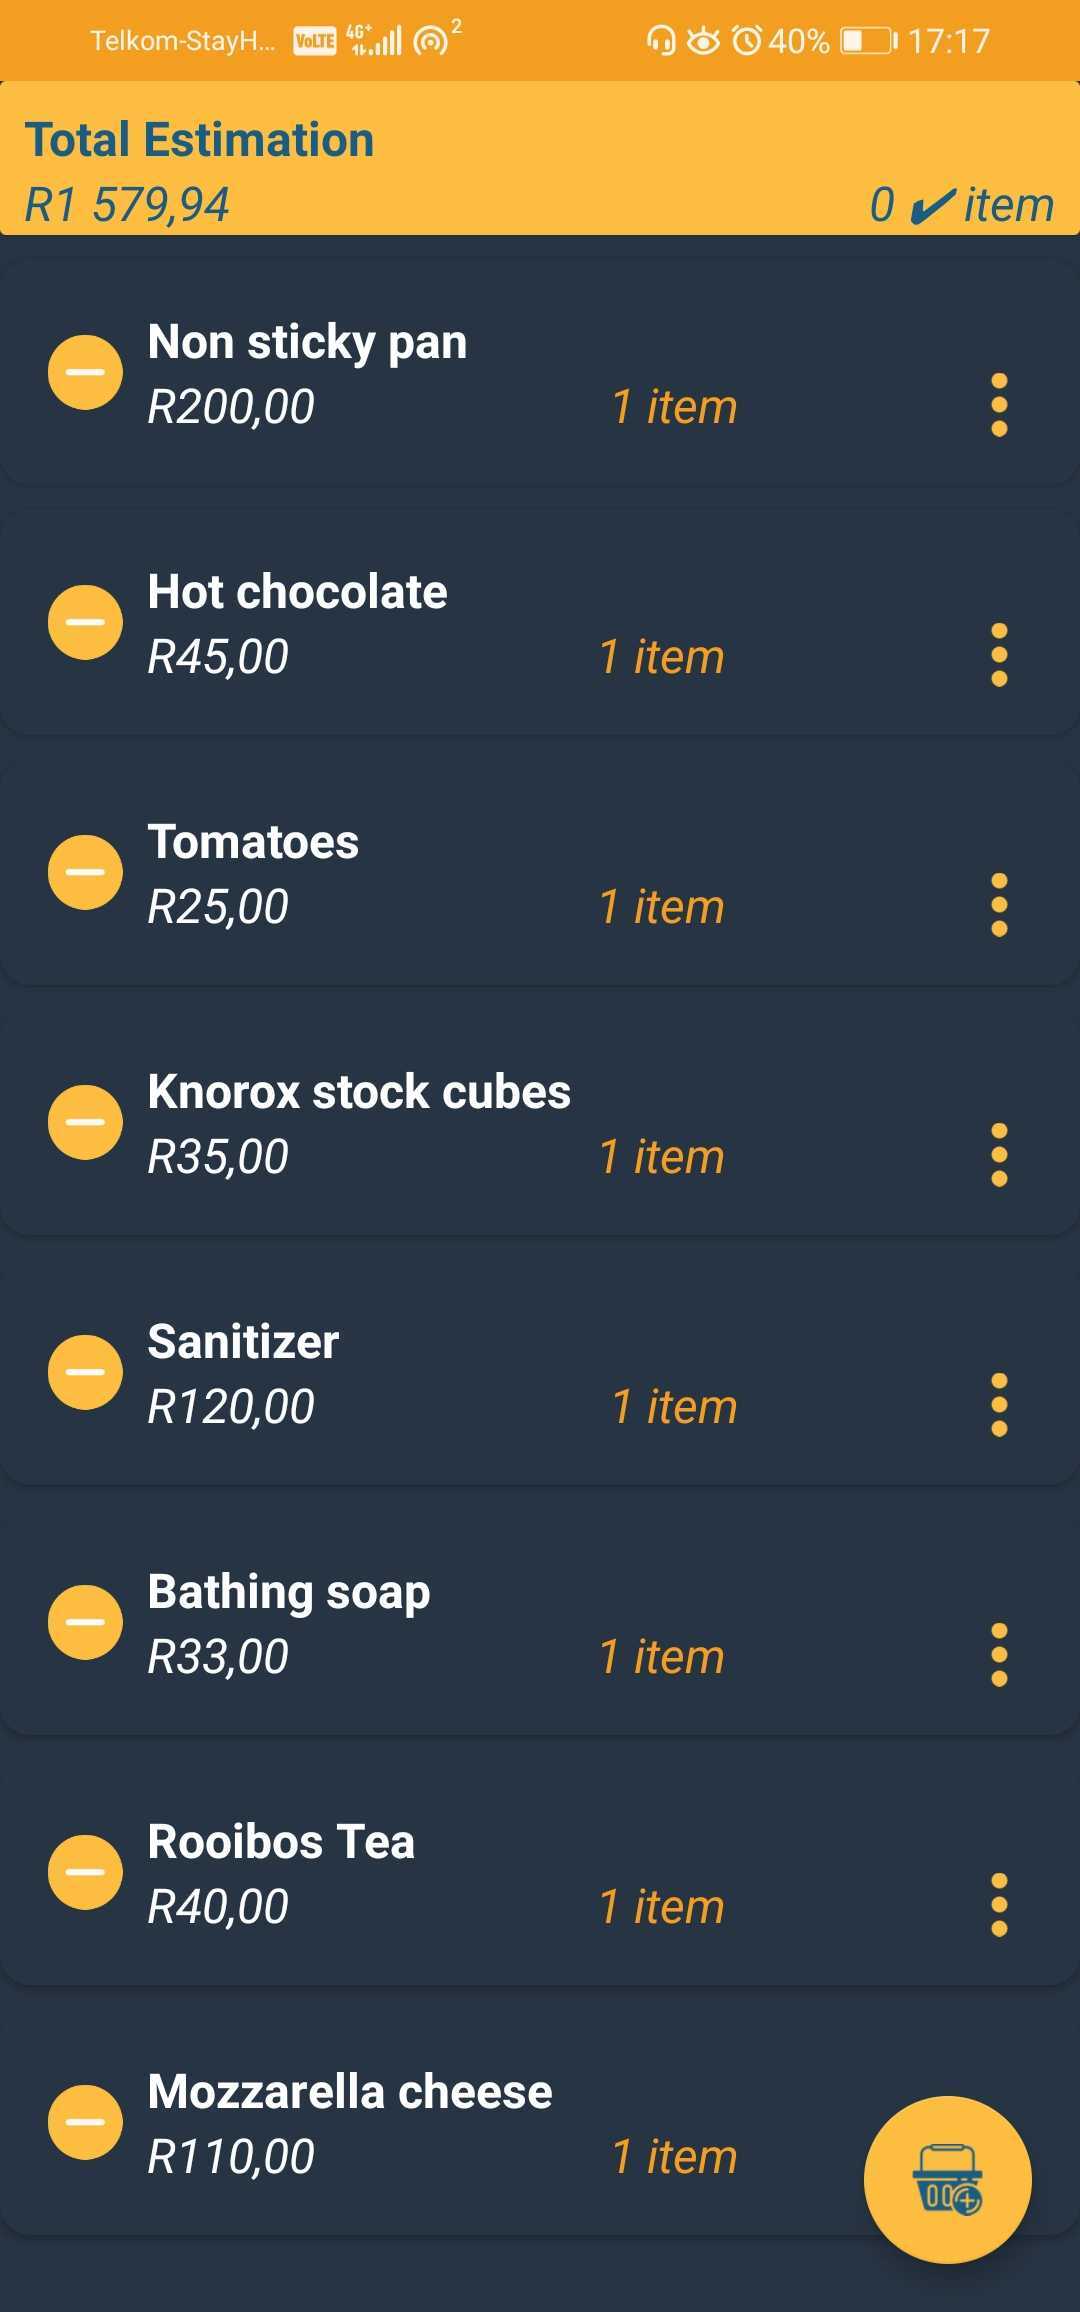 Telkom-StayH... VoLTE 4G+ 2 40% 17:17
Total Estimation
R1 579,94 0 ✔ item
Non sticky pan
R200,00 1 item
Hot chocolate
R45,00 1 item
Tomatoes
R25,00 1 item
Knorox stock cubes
R35,00 1 item
Sanitizer
R120,00 1 item
Bathing soap
R33,00 1 item
Rooibos Tea
R40,00 1 item
Mozzarella cheese
R110,00 1 item